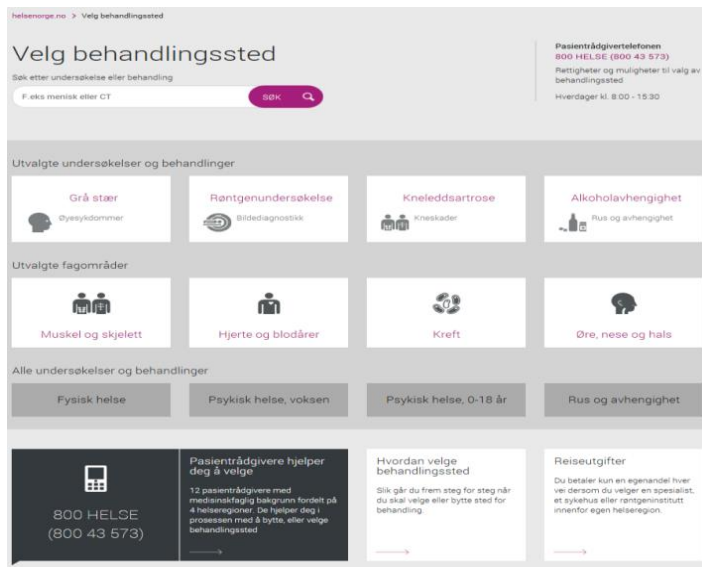 helsenorge.no > Velg behandlingssted
Velg behandlingssted
Søk etter undersøkelse eller behandling
F.eks menisk eller CT
SØK
Pasientrådgivertelefonen
800 HELSE (800 43 573)
Rettigheter og muligheter til valg av
behandlingssted
Hverdager kl. 8:00 - 15:30
Utvalgte undersøkelser og behandlinger
Grå stær
Øyesykdommer
Røntgenundersøkelse
Bildediagnostikk
Kneleddsartrose
Kneskader
Alkoholavhengighet
Rus og avhengighet
Utvalgte fagområder
Muskel og skjelett
Hjerte og blodårer
Kreft
Øre, nese og hals
Alle undersøkelser og behandlinger
Fysisk helse
Psykisk helse, voksen
Psykisk helse, 0-18 år
Rus og avhengighet
800 HELSE
(800 43 573)
Pasientrådgivere hjelper
deg å velge
12 pasientrådgivere med
medisinskfaglig bakgrunn fordelt på
4 helseregioner. De hjelper deg i
prosessen med å bytte, eller velge
behandlingssted
Hvordan velge
behandlingssted
Slik går du frem steg for steg når
du skal velge eller bytte sted for
behandling.
Reiseutgifter
Du betaler kun en egenandel hver
vei dersom du velger en spesialist,
et sykehus eller røntgeninstitutt
innenfor egen helseregion.